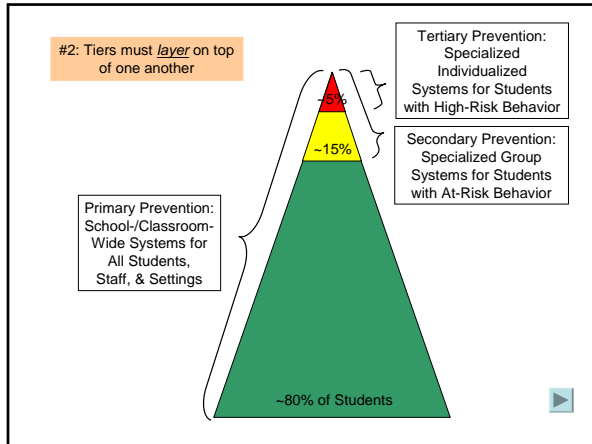 #2: Tiers must layer on top
of one another
Tertiary Prevention:
Specialized
Individualized
Systems for Students
with High-Risk Behavior
~5%
~15%
Secondary Prevention:
Specialized Group
Systems for Students
with At-Risk Behavior
Primary Prevention:
School-/Classroom-
Wide Systems for
All Students,
Staff, & Settings
~80% of Students